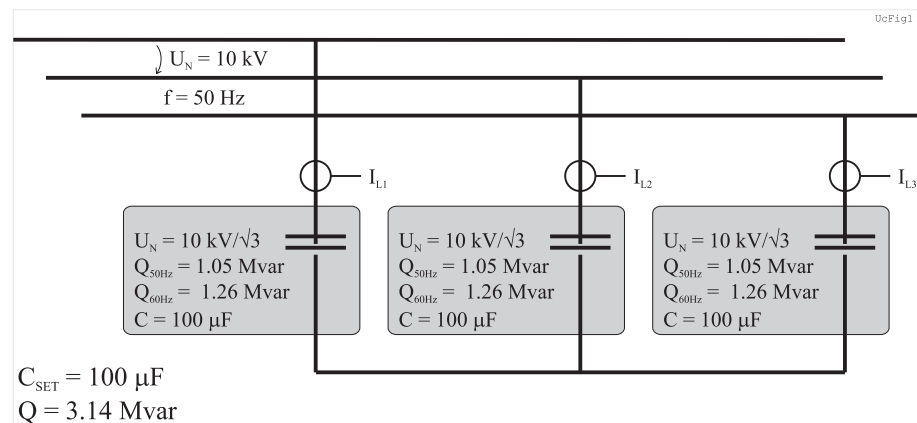 UcFig1
U_N = 10 kV
f = 50 Hz
I_L1
I_L2
I_L3
U_N = 10 kV/√3
Q_50Hz = 1.05 Mvar
Q_60Hz = 1.26 Mvar
C = 100 µF
U_N = 10 kV/√3
Q_50Hz = 1.05 Mvar
Q_60Hz = 1.26 Mvar
C = 100 µF
U_N = 10 kV/√3
Q_50Hz = 1.05 Mvar
Q_60Hz = 1.26 Mvar
C = 100 µF
C_SET = 100 µF
Q = 3.14 Mvar